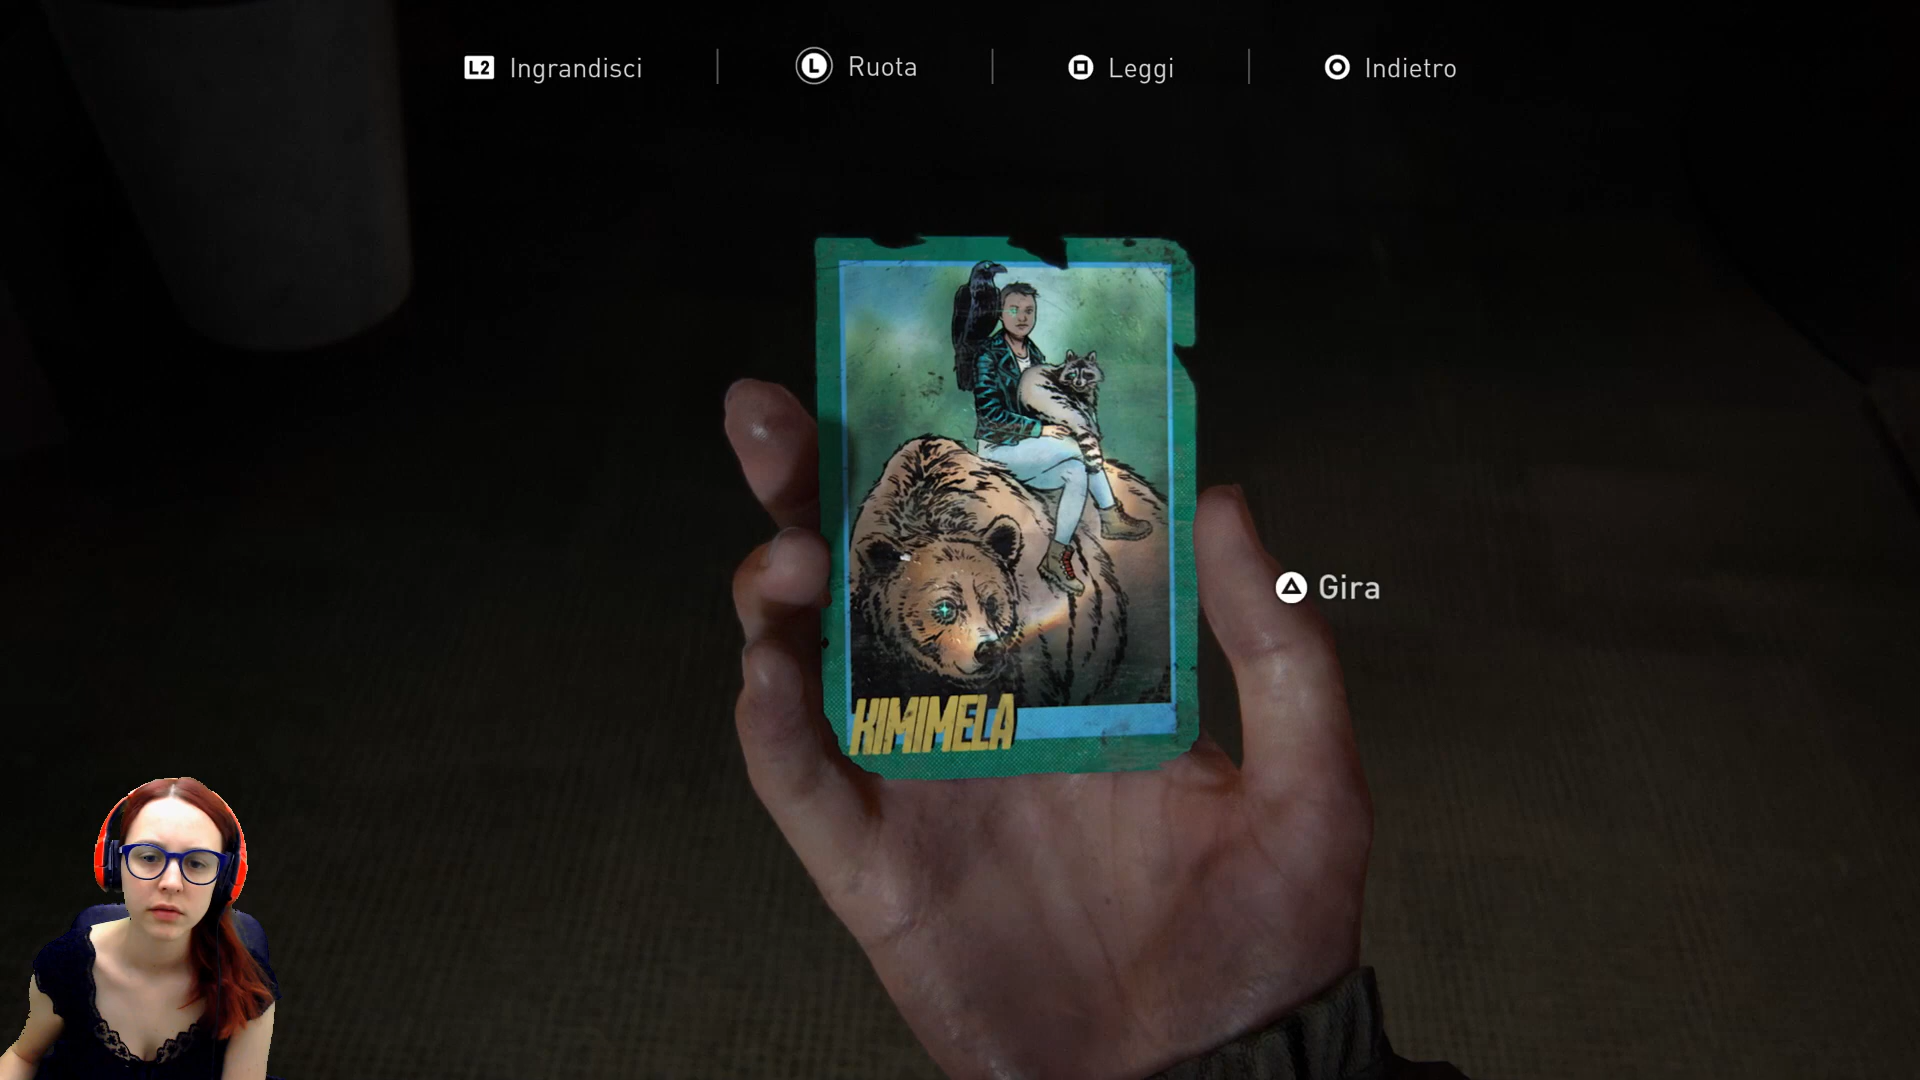 L2 Ingrandisci
L Ruota
Leggi
Indietro
Gira
KIMIMELA